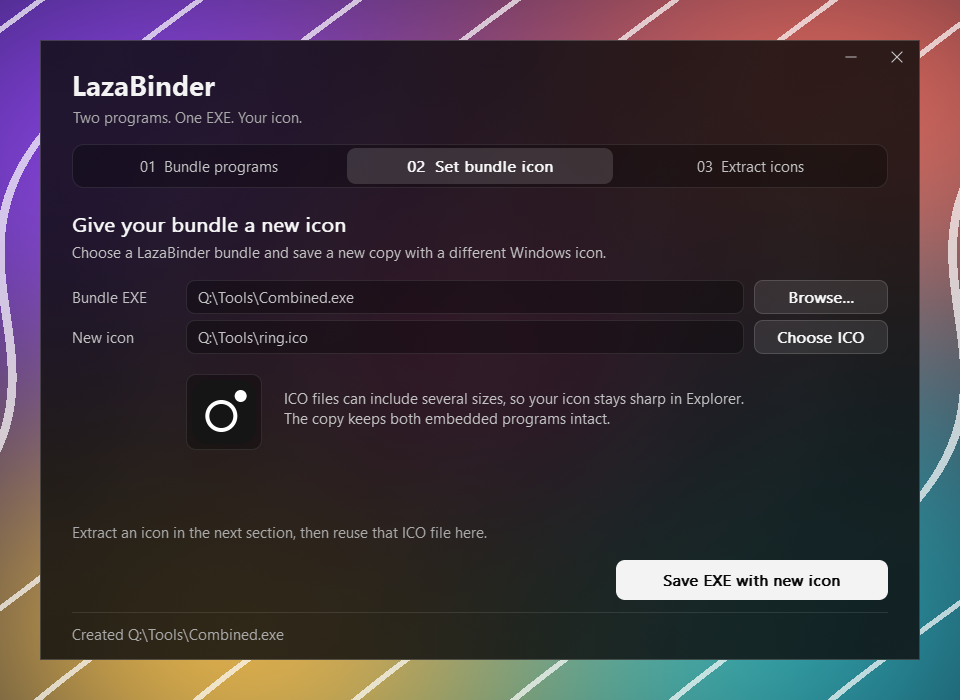 LazaBinder
Two programs. One EXE. Your icon.
01 Bundle programs
02 Set bundle icon
03 Extract icons
Give your bundle a new icon
Choose a LazaBinder bundle and save a new copy with a different Windows icon.
Bundle EXE
Q:\Tools\Combined.exe
Browse...
New icon
Q:\Tools\ring.ico
Choose ICO
ICO files can include several sizes, so your icon stays sharp in Explorer.
The copy keeps both embedded programs intact.
Extract an icon in the next section, then reuse that ICO file here.
Save EXE with new icon
Created Q:\Tools\Combined.exe